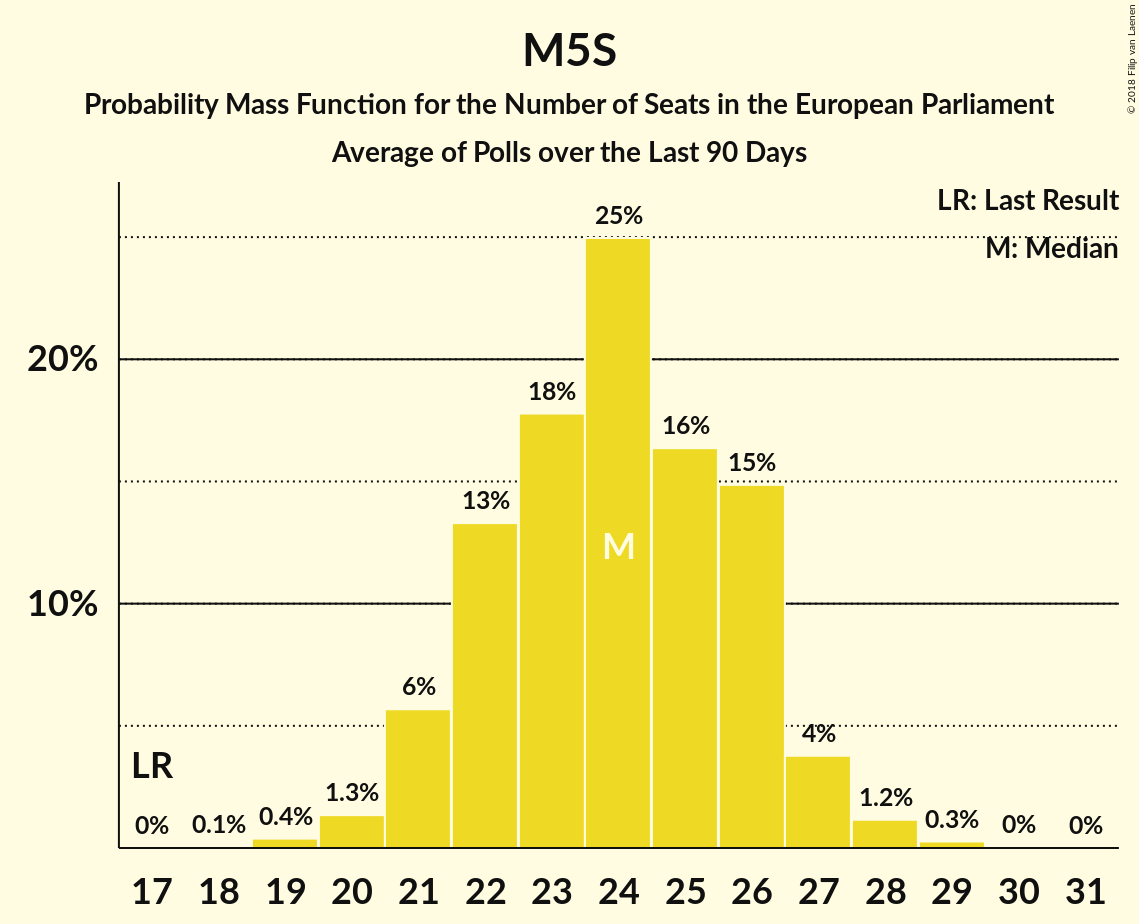 M5S
Probability Mass Function for the Number of Seats in the European Parliament
Average of Polls over the Last 90 Days
© 2018 Filip van Laenen
LR: Last Result
M: Median
25%
20%
18%
16%
15%
13%
M
10%
6%
4%
LR
0% 0.1% 0.4% 1.3% 1.2% 0.3% 0% 0%
17 18 19 20 21 22 23 24 25 26 27 28 29 30 31